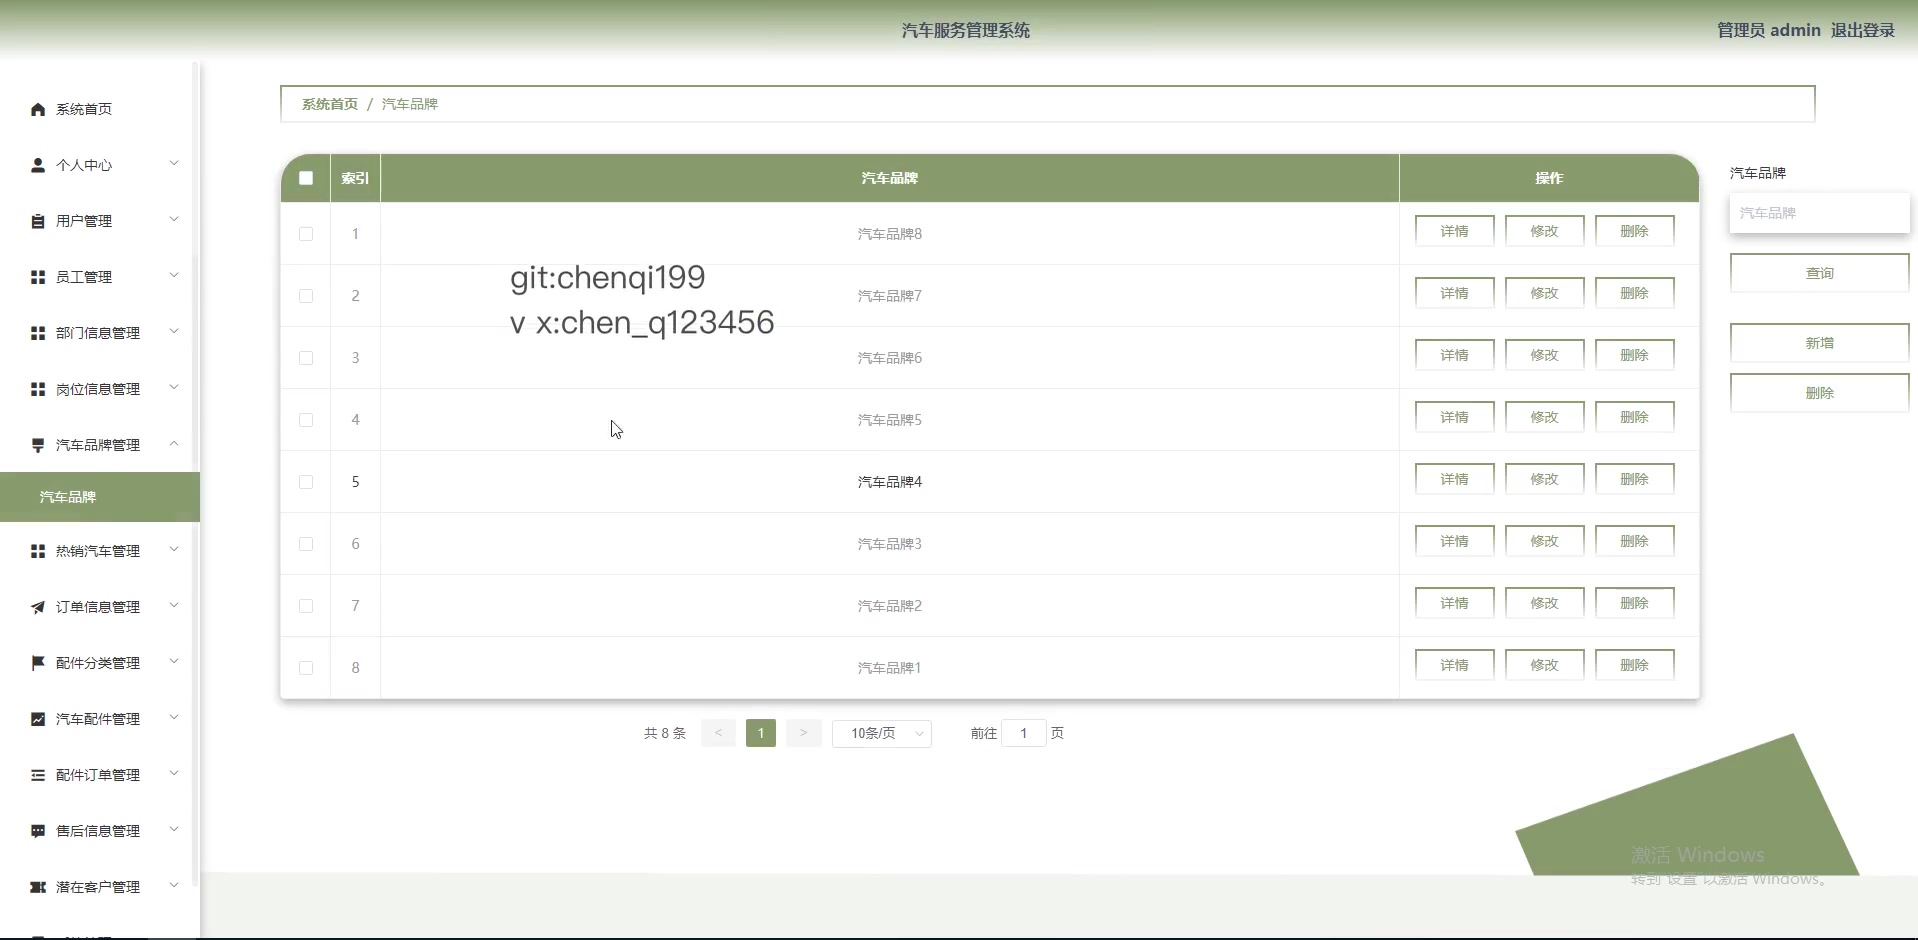 汽车服务管理系统
管理员 admin 退出登录
系统首页
个人中心
用户管理
员工管理
部门信息管理
岗位信息管理
汽车品牌管理
汽车品牌
热销汽车管理
订单信息管理
配件分类管理
汽车配件管理
配件订单管理
售后信息管理
潜在客户管理
系统首页 / 汽车品牌
索引 汽车品牌 操作
1 汽车品牌8 详情 修改 删除
git:chenqi199
2 汽车品牌7 详情 修改 删除
v x:chen_q123456
3 汽车品牌6 详情 修改 删除
4 汽车品牌5 详情 修改 删除
5 汽车品牌4 详情 修改 删除
6 汽车品牌3 详情 修改 删除
7 汽车品牌2 详情 修改 删除
8 汽车品牌1 详情 修改 删除
共 8 条 < 1 > 10条/页 前往 1 页
汽车品牌
汽车品牌
查询
新增
删除
激活 Windows
转到"设置"以激活 Windows。